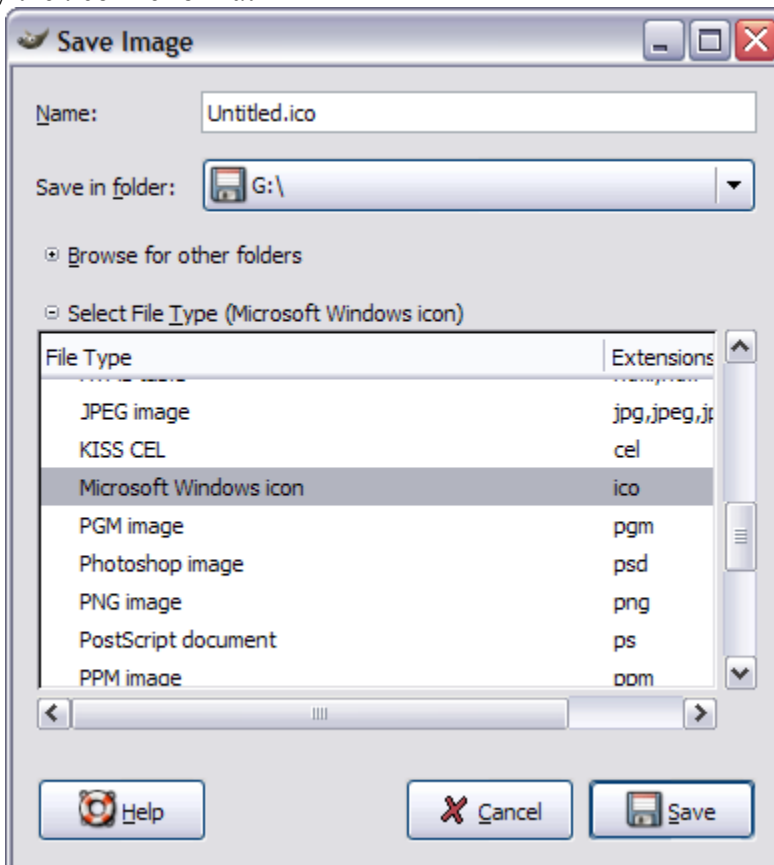 Save Image
Name: Untitled.ico
Save in folder: G:\
Browse for other folders
Select File Type (Microsoft Windows icon)
File Type Extensions
JPEG image jpg,jpeg,jp
KISS CEL cel
Microsoft Windows icon ico
PGM image pgm
Photoshop image psd
PNG image png
PostScript document ps
PPM image ppm
Help Cancel Save